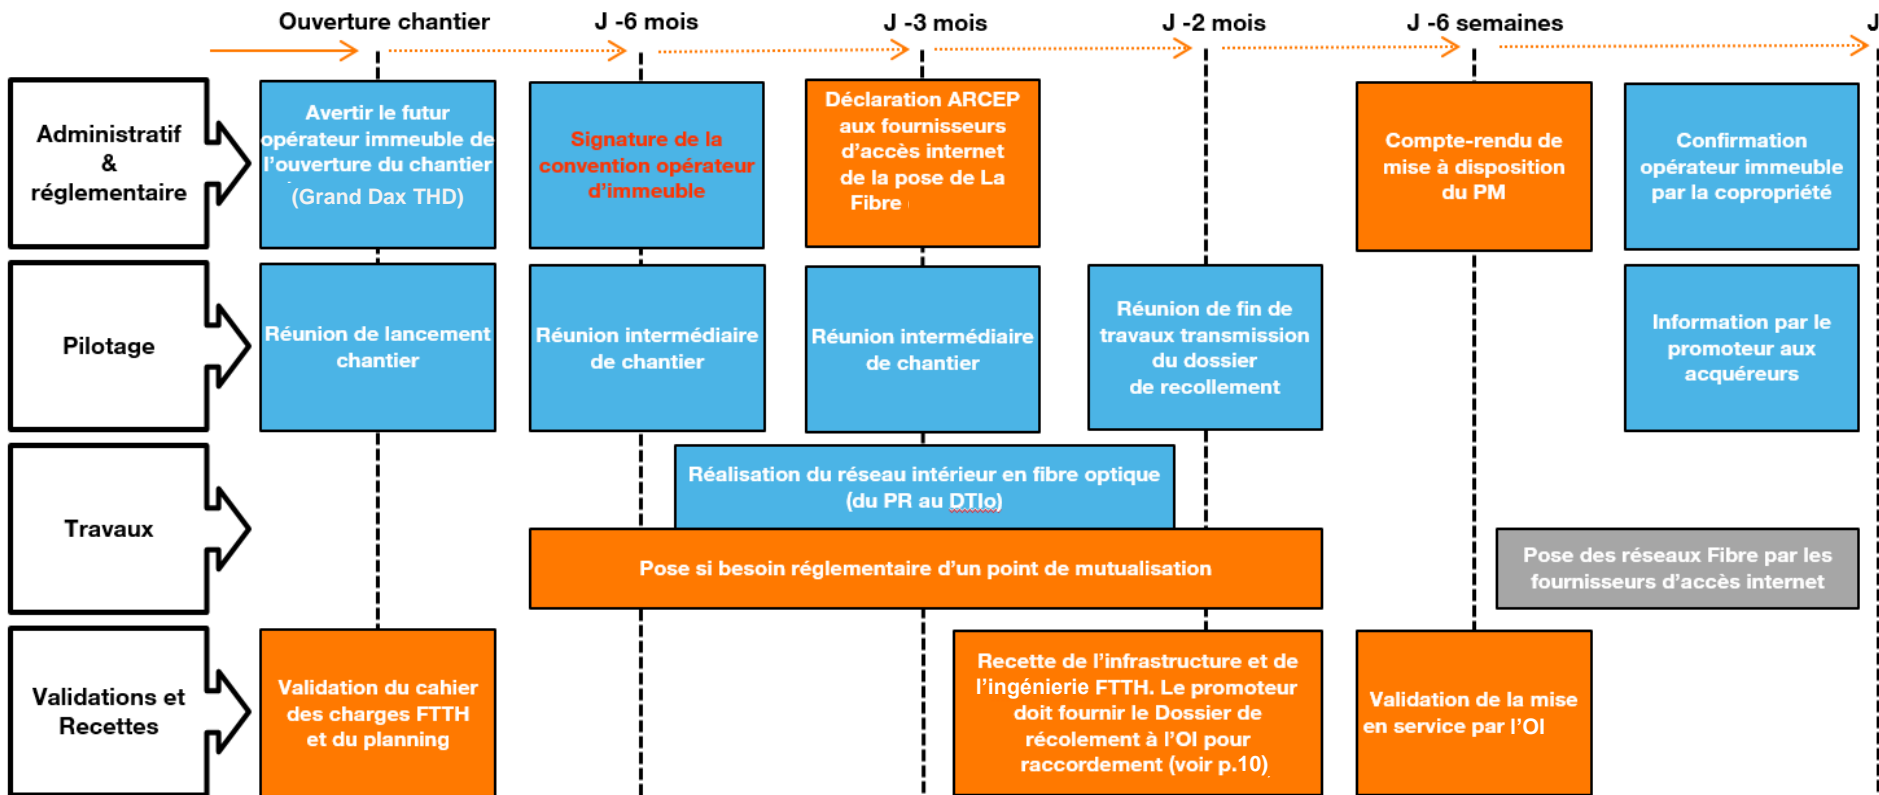 Ouverture chantier
J -6 mois
J -3 mois
J -2 mois
J -6 semaines
J
Administratif
&
réglementaire
Avertir le futur
opérateur immeuble de
l'ouverture du chantier
(Grand Dax THD)
Signature de la
convention opérateur
d'immeuble
Déclaration ARCEP
aux fournisseurs
d'accès internet
de la pose de La
Fibre
Compte-rendu de
mise à disposition
du PM
Confirmation
opérateur immeuble
par la copropriété
Pilotage
Réunion de lancement
chantier
Réunion intermédiaire
de chantier
Réunion intermédiaire
de chantier
Réunion de fin de
travaux transmission
du dossier
de recollement
Information par le
promoteur aux
acquéreurs
Travaux
Réalisation du réseau intérieur en fibre optique
(du PR au DTIo)
Pose si besoin réglementaire d'un point de mutualisation
Pose des réseaux Fibre par les
fournisseurs d'accès internet
Validations et
Recettes
Validation du cahier
des charges FTTH
et du planning
Recette de l'infrastructure et de
l'ingénierie FTTH. Le promoteur
doit fournir le Dossier de
récolement à l'OI pour
raccordement (voir p.10)
Validation de la mise
en service par l'OI